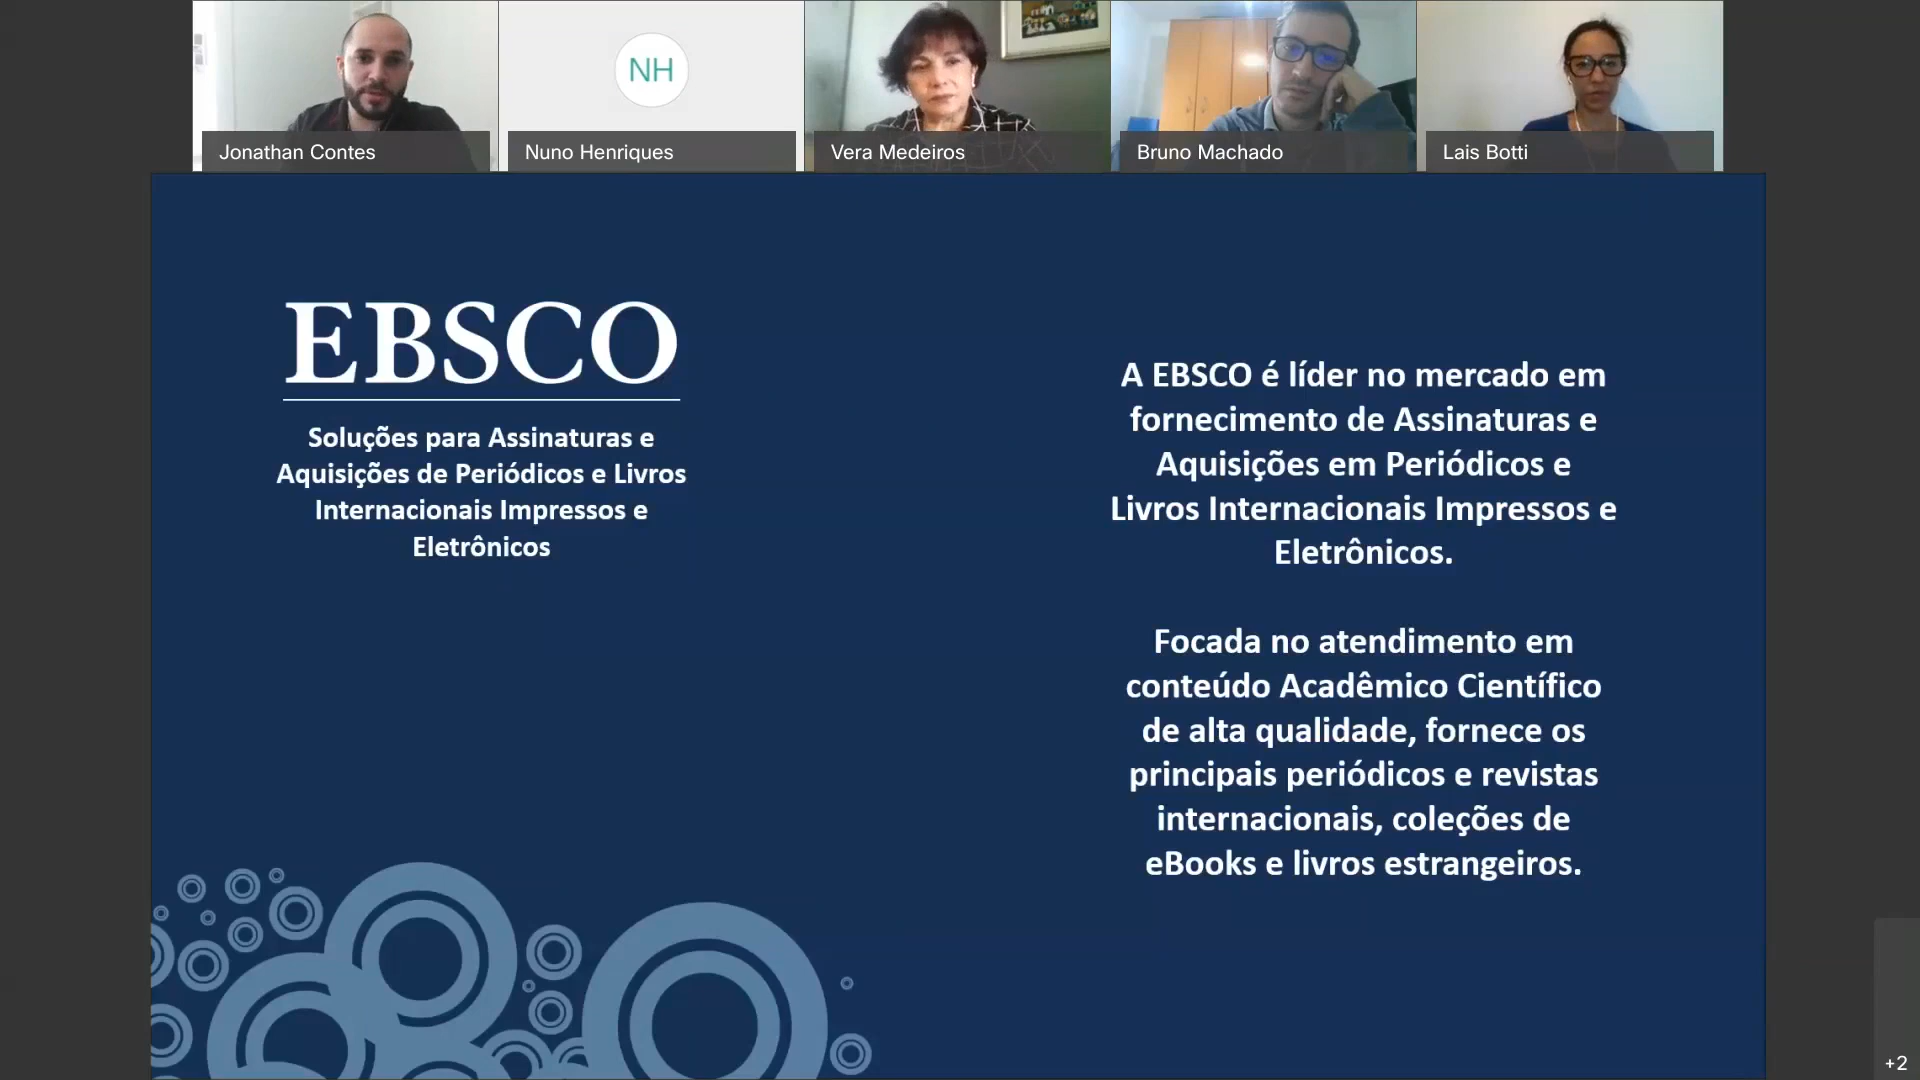 NH
Jonathan Contes
Nuno Henriques
Vera Medeiros
Bruno Machado
Lais Botti
EBSCO
Soluções para Assinaturas e
Aquisições de Periódicos e Livros
Internacionais Impressos e
Eletrônicos
A EBSCO é líder no mercado em
fornecimento de Assinaturas e
Aquisições em Periódicos e
Livros Internacionais Impressos e
Eletrônicos.
Focada no atendimento em
conteúdo Acadêmico Científico
de alta qualidade, fornece os
principais periódicos e revistas
internacionais, coleções de
eBooks e livros estrangeiros.
+2